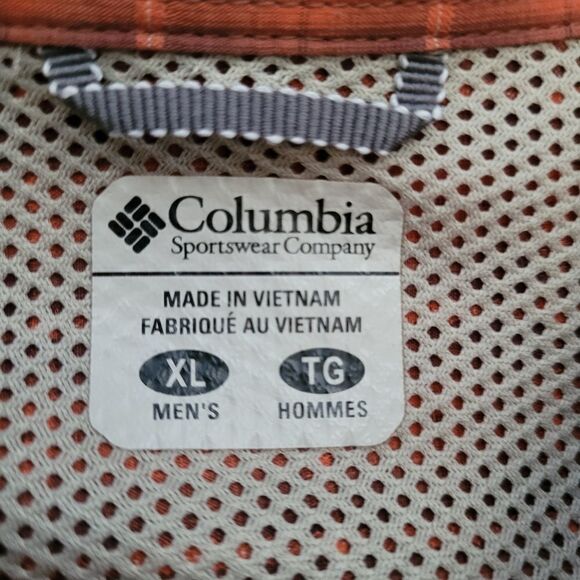 Columbia
Sportswear Company
MADE IN VIETNAM
FABRIQUÉ AU VIETNAM
XL TG
MEN'S HOMMES